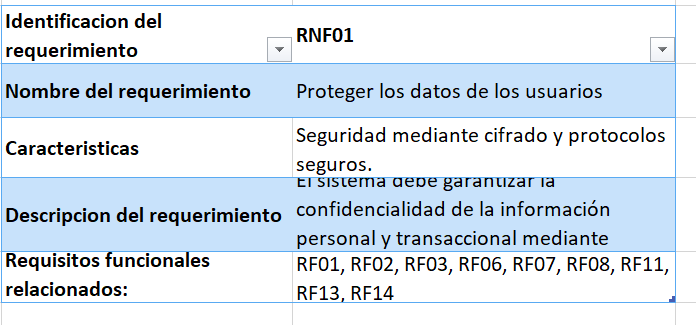 Identificacion del
requerimiento
RNF01
Nombre del requerimiento
Proteger los datos de los usuarios
Caracteristicas
Seguridad mediante cifrado y protocolos
seguros.
Descripcion del requerimiento
El sistema debe garantizar la
confidencialidad de la información
personal y transaccional mediante
Requisitos funcionales
relacionados:
RF01, RF02, RF03, RF06, RF07, RF08, RF11,
RF13, RF14